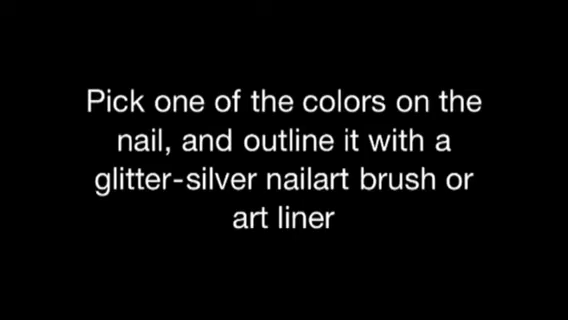 Pick one of the colors on the
nail, and outline it with a
glitter-silver nailart brush or
art liner